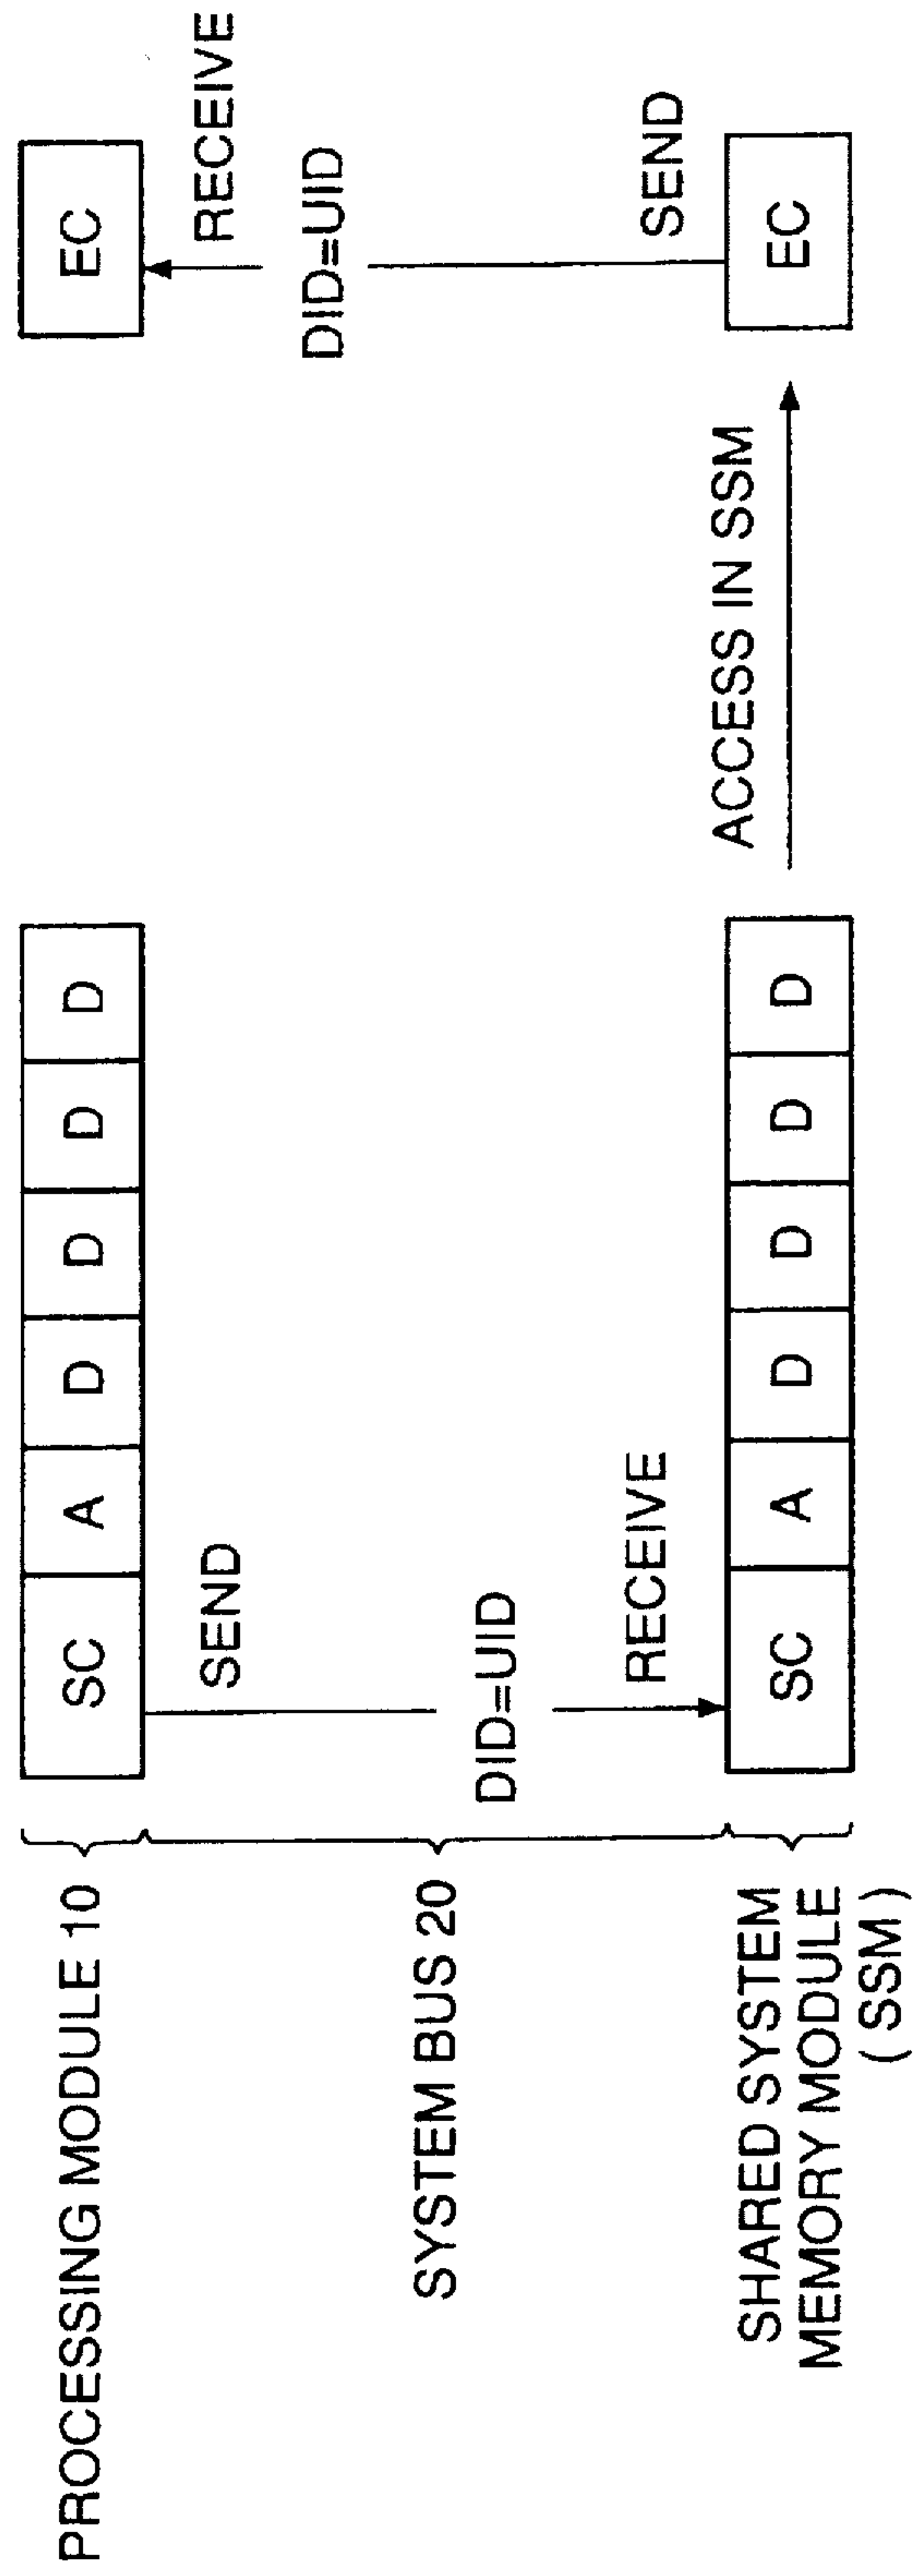 PROCESSING MODULE 10
SC A D D D D
EC
SEND
RECEIVE
SYSTEM BUS 20
DID=UID
DID=UID
RECEIVE
SEND
SHARED SYSTEM
MEMORY MODULE
( SSM )
SC A D D D D
ACCESS IN SSM
EC